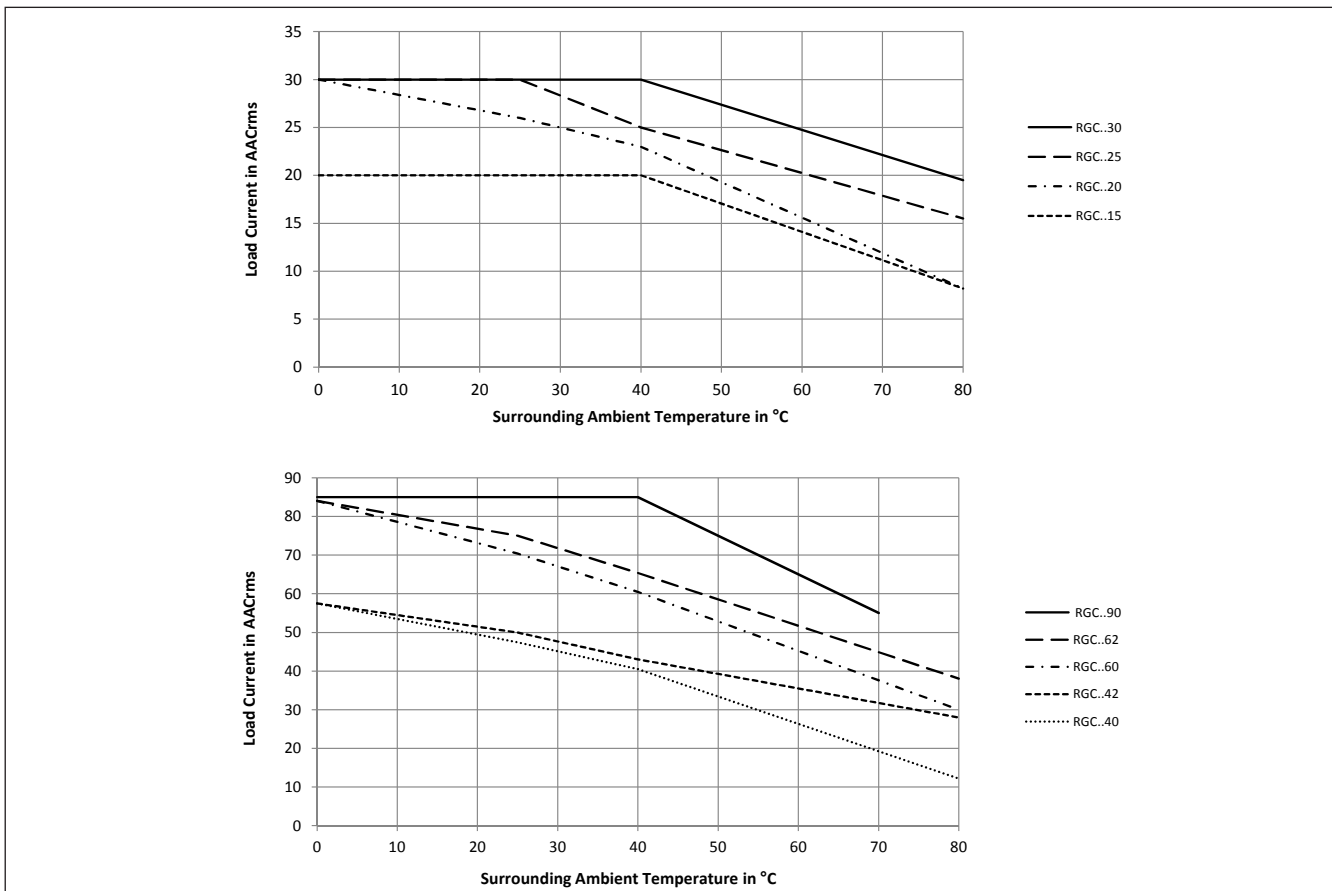 Load Current in AACrms
35
30
25
20
15
10
5
0
0 10 20 30 40 50 60 70 80
Surrounding Ambient Temperature in °C
RGC..30
RGC..25
RGC..20
RGC..15
Load Current in AACrms
90
80
70
60
50
40
30
20
10
0
0 10 20 30 40 50 60 70 80
Surrounding Ambient Temperature in °C
RGC..90
RGC..62
RGC..60
RGC..42
RGC..40